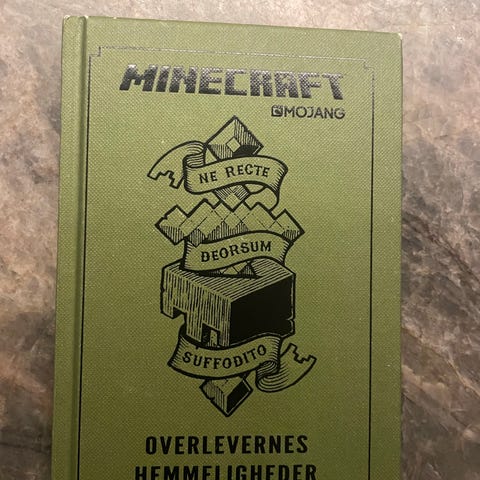 MINECRAFT
MOJANG
NE RECTE
DEORSUM
SUFFODITO
OVERLEVERNES
HEMMELIGHEDER